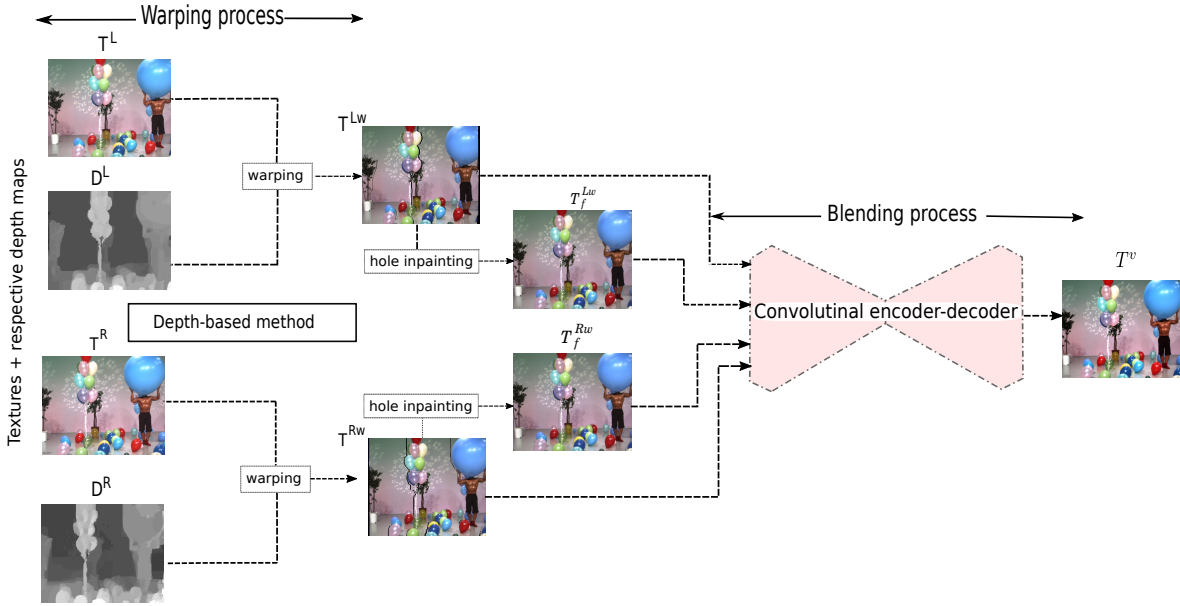 Warping process
T^L
Textures + respective depth maps
D^L
warping
T^Lw
hole inpainting
T_f^Lw
Blending process
Depth-based method
Convolutinal encoder-decoder
T^v
T^R
D^R
warping
T^Rw
hole inpainting
T_f^Rw